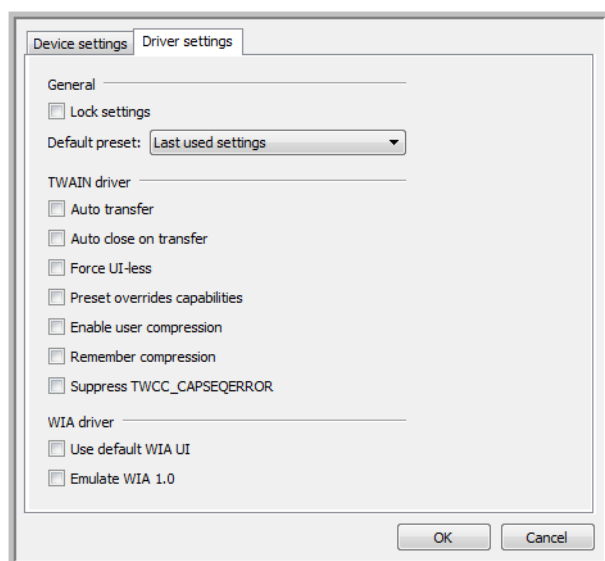 Device settings Driver settings
General
Lock settings
Default preset: Last used settings
TWAIN driver
Auto transfer
Auto close on transfer
Force UI-less
Preset overrides capabilities
Enable user compression
Remember compression
Suppress TWCC_CAPSEQERROR
WIA driver
Use default WIA UI
Emulate WIA 1.0
OK Cancel